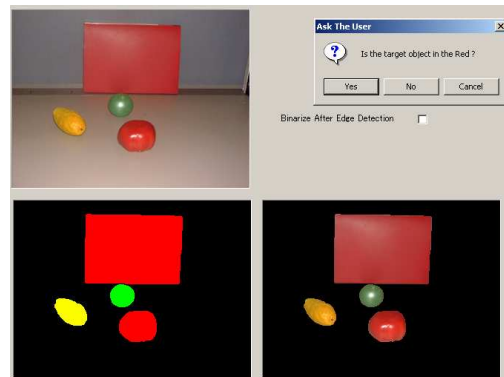 Ask The User
Is the target object in the Red ?
Yes
No
Cancel
Binarize After Edge Detection